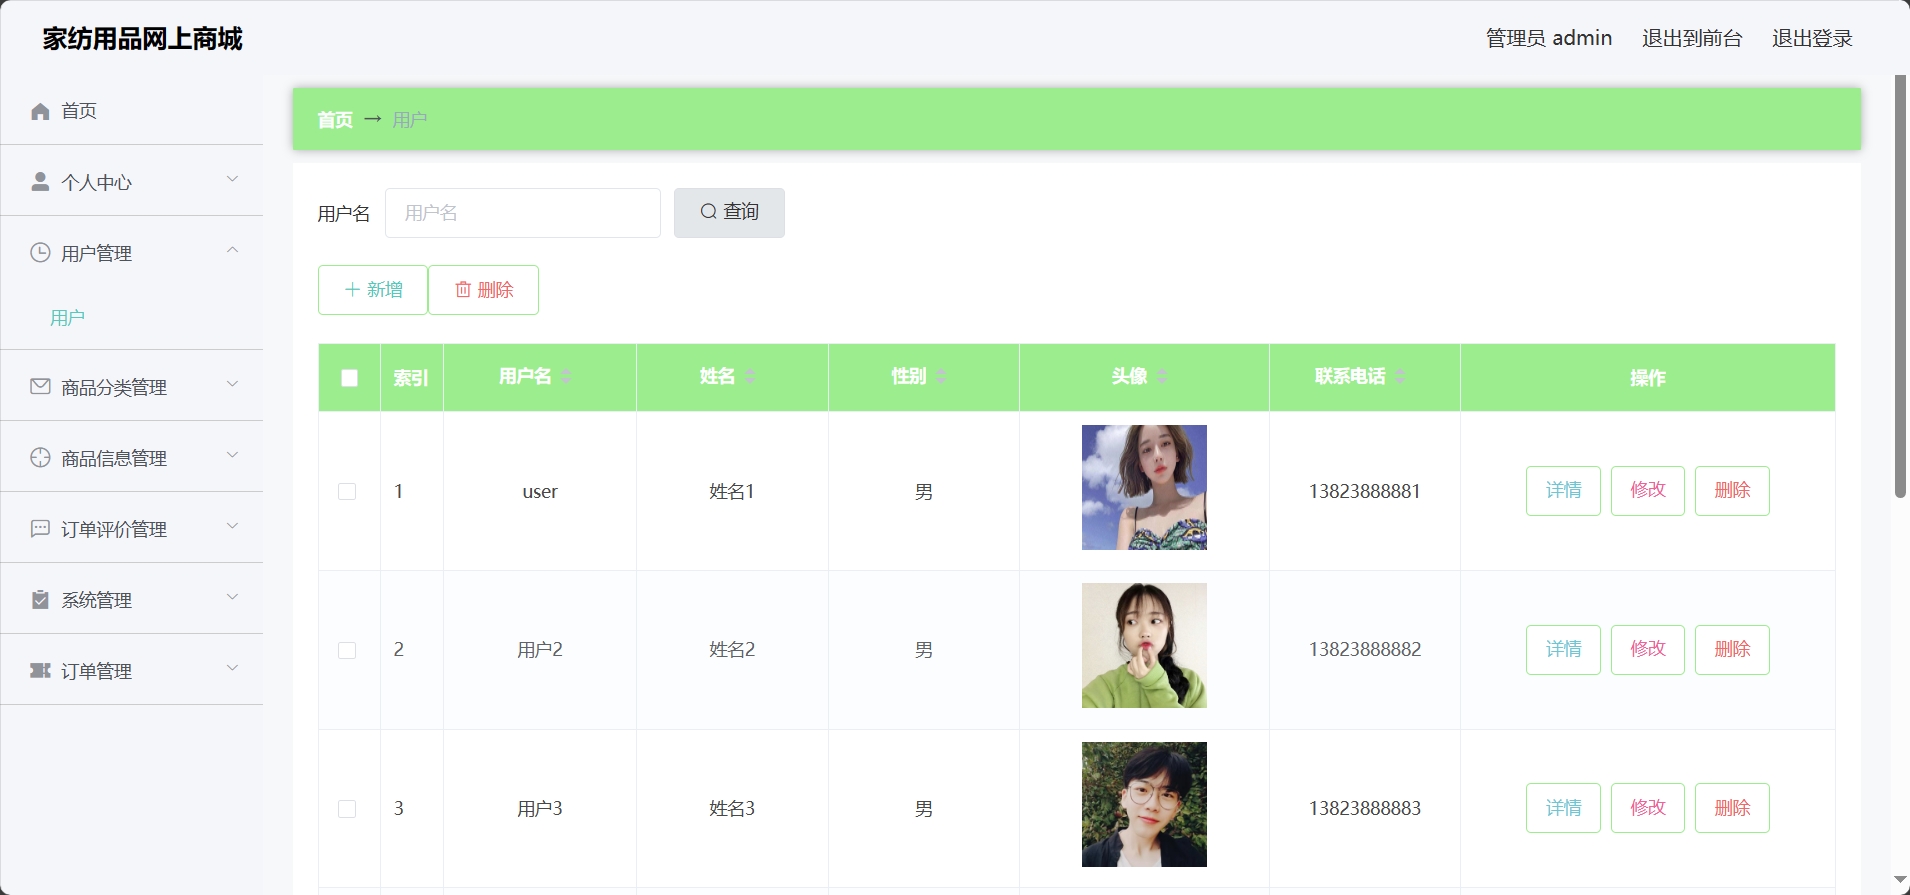 家纺用品网上商城
管理员 admin 退出到前台 退出登录
首页
个人中心
用户管理
用户
商品分类管理
商品信息管理
订单评价管理
系统管理
订单管理
首页 → 用户
用户名 用户名 查询
新增 删除
索引 用户名 姓名 性别 头像 联系电话 操作
1 user 姓名1 男 13823888881 详情 修改 删除
2 用户2 姓名2 男 13823888882 详情 修改 删除
3 用户3 姓名3 男 13823888883 详情 修改 删除